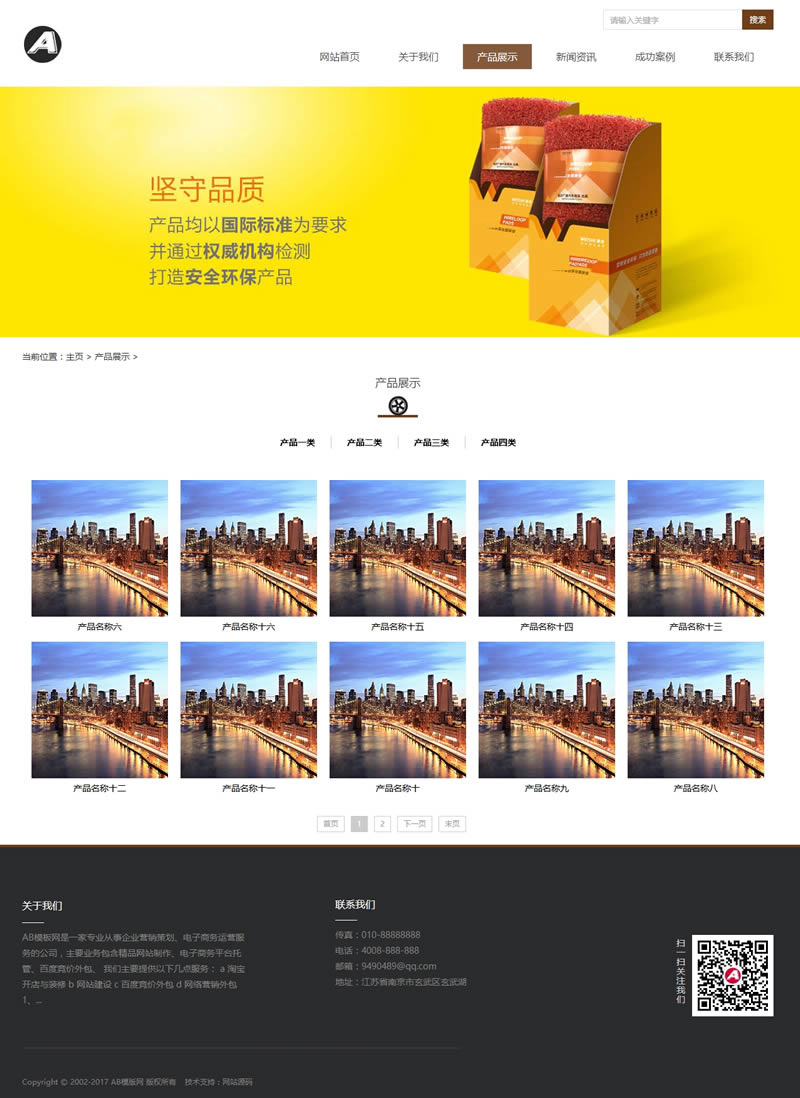 请输入关键字
搜索
A
网站首页
关于我们
产品展示
新闻资讯
成功案例
联系我们
坚守品质
产品均以国际标准为要求
并通过权威机构检测
打造安全环保产品
WIRELOOP
PADS
当前位置：主页 > 产品展示 >
产品展示
产品一类
产品二类
产品三类
产品四类
产品名称六
产品名称十六
产品名称十五
产品名称十四
产品名称十三
产品名称十二
产品名称十一
产品名称十
产品名称九
产品名称八
首页
1
2
下一页
末页
关于我们
AB模板网是一家专业从事企业营销策划、电子商务运营服
务的公司，主要业务包含精品网站制作、电子商务平台托
管、百度竞价外包、 我们主要提供以下几点服务： a 淘宝
开店与装修 b 网站建设 c 百度竞价外包 d 网络营销外包
1、...
联系我们
传真：010-88888888
电话：4008-888-888
邮箱：9490489@qq.com
地址：江苏省南京市玄武区玄武湖
扫一扫关注我们
Copyright © 2002-2017 AB模版网 版权所有 技术支持：网站源码